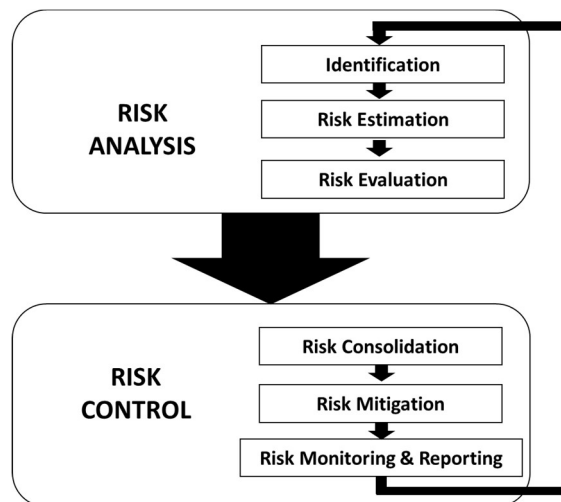 RISK
ANALYSIS
Identification
Risk Estimation
Risk Evaluation
RISK
CONTROL
Risk Consolidation
Risk Mitigation
Risk Monitoring & Reporting